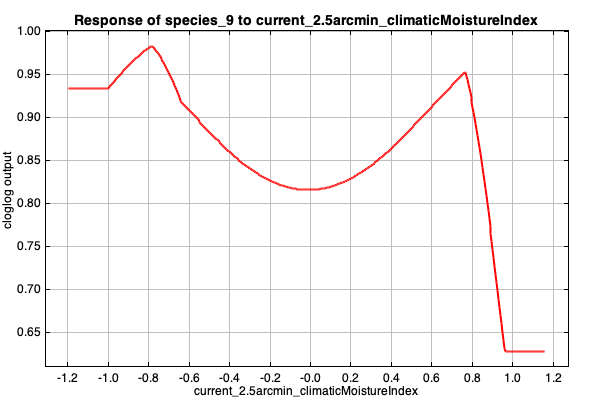 Response of species_9 to current_2.5arcmin_climaticMoistureIndex
1.00
0.95
0.90
0.85
0.80
0.75
0.70
0.65
cloglog output
-1.2 -1.0 -0.8 -0.6 -0.4 -0.2 -0.0 0.2 0.4 0.6 0.8 1.0 1.2
current_2.5arcmin_climaticMoistureIndex